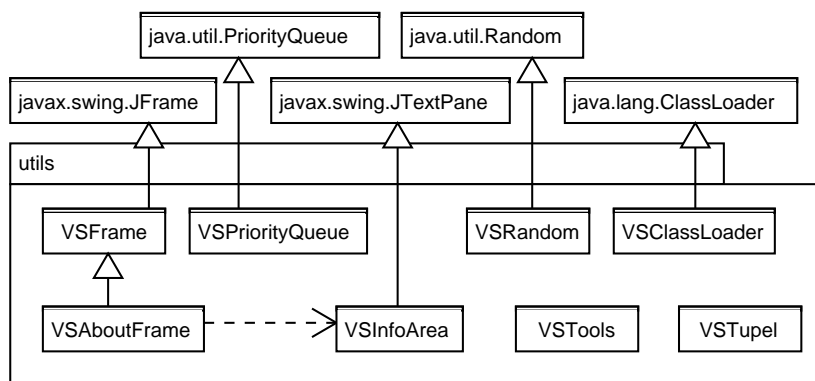 java.util.PriorityQueue
java.util.Random
javax.swing.JFrame
javax.swing.JTextPane
java.lang.ClassLoader
utils
VSFrame
VSPriorityQueue
VSRandom
VSClassLoader
VSAboutFrame
VSInfoArea
VSTools
VSTupel